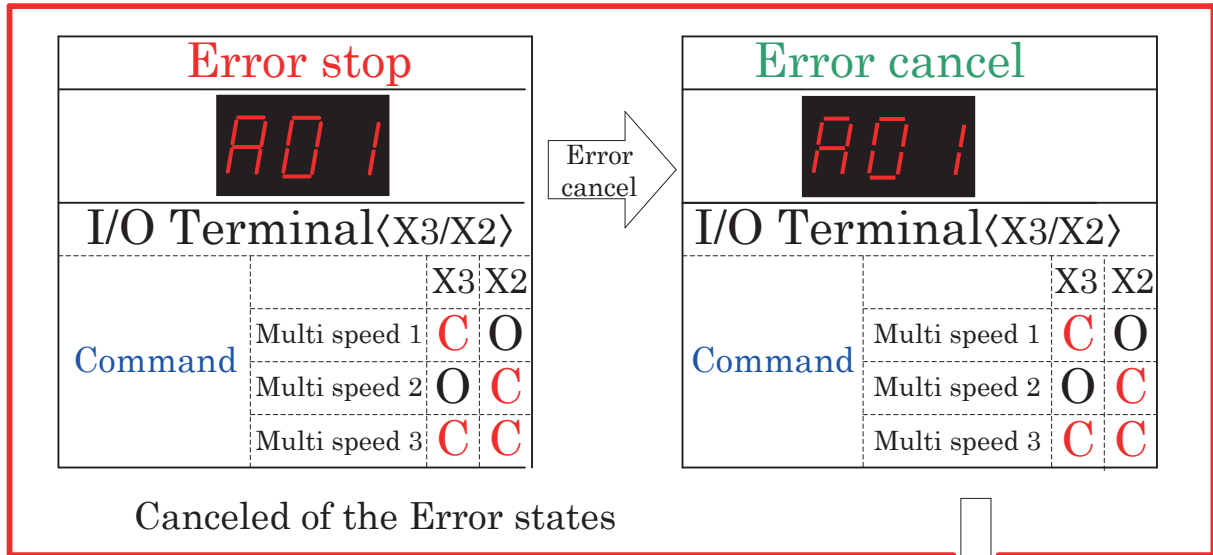 Error stop
A01
I/O Terminal〈X3/X2〉
X3 X2
Command
Multi speed 1 C O
Multi speed 2 O C
Multi speed 3 C C
Error
cancel
Error cancel
A01
I/O Terminal〈X3/X2〉
X3 X2
Command
Multi speed 1 C O
Multi speed 2 O C
Multi speed 3 C C
Canceled of the Error states